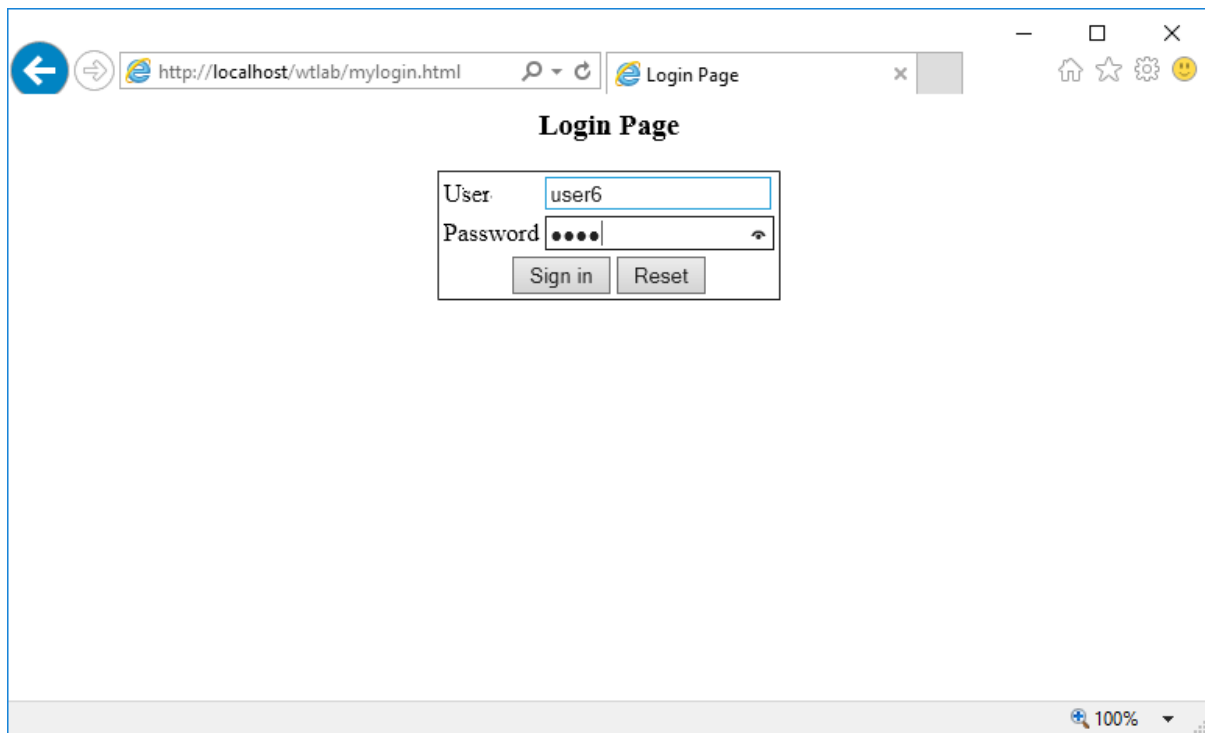 http://localhost/wtlab/mylogin.html
Login Page
Login Page
User
user6
Password ●●●●
Sign in Reset
100%